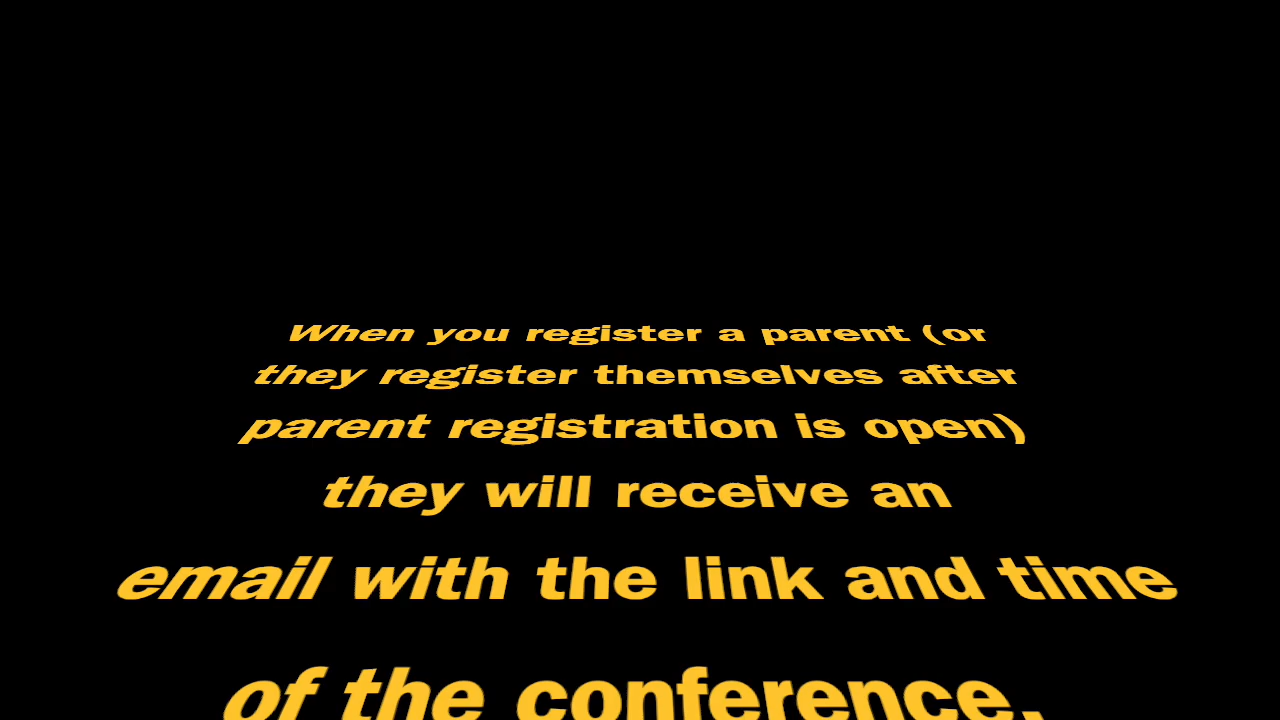 When you register a parent (or
they register themselves after
parent registration is open)
they will receive an
email with the link and time
of the conference.